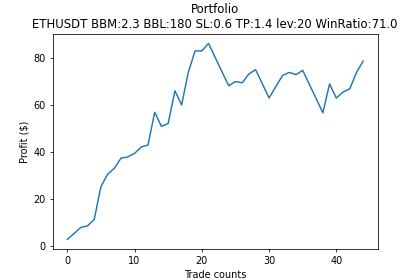 Portfolio
ETHUSDT BBM:2.3 BBL:180 SL:0.6 TP:1.4 lev:20 WinRatio:71.0
80
60
40
20
0
Profit ($)
0 10 20 30 40
Trade counts